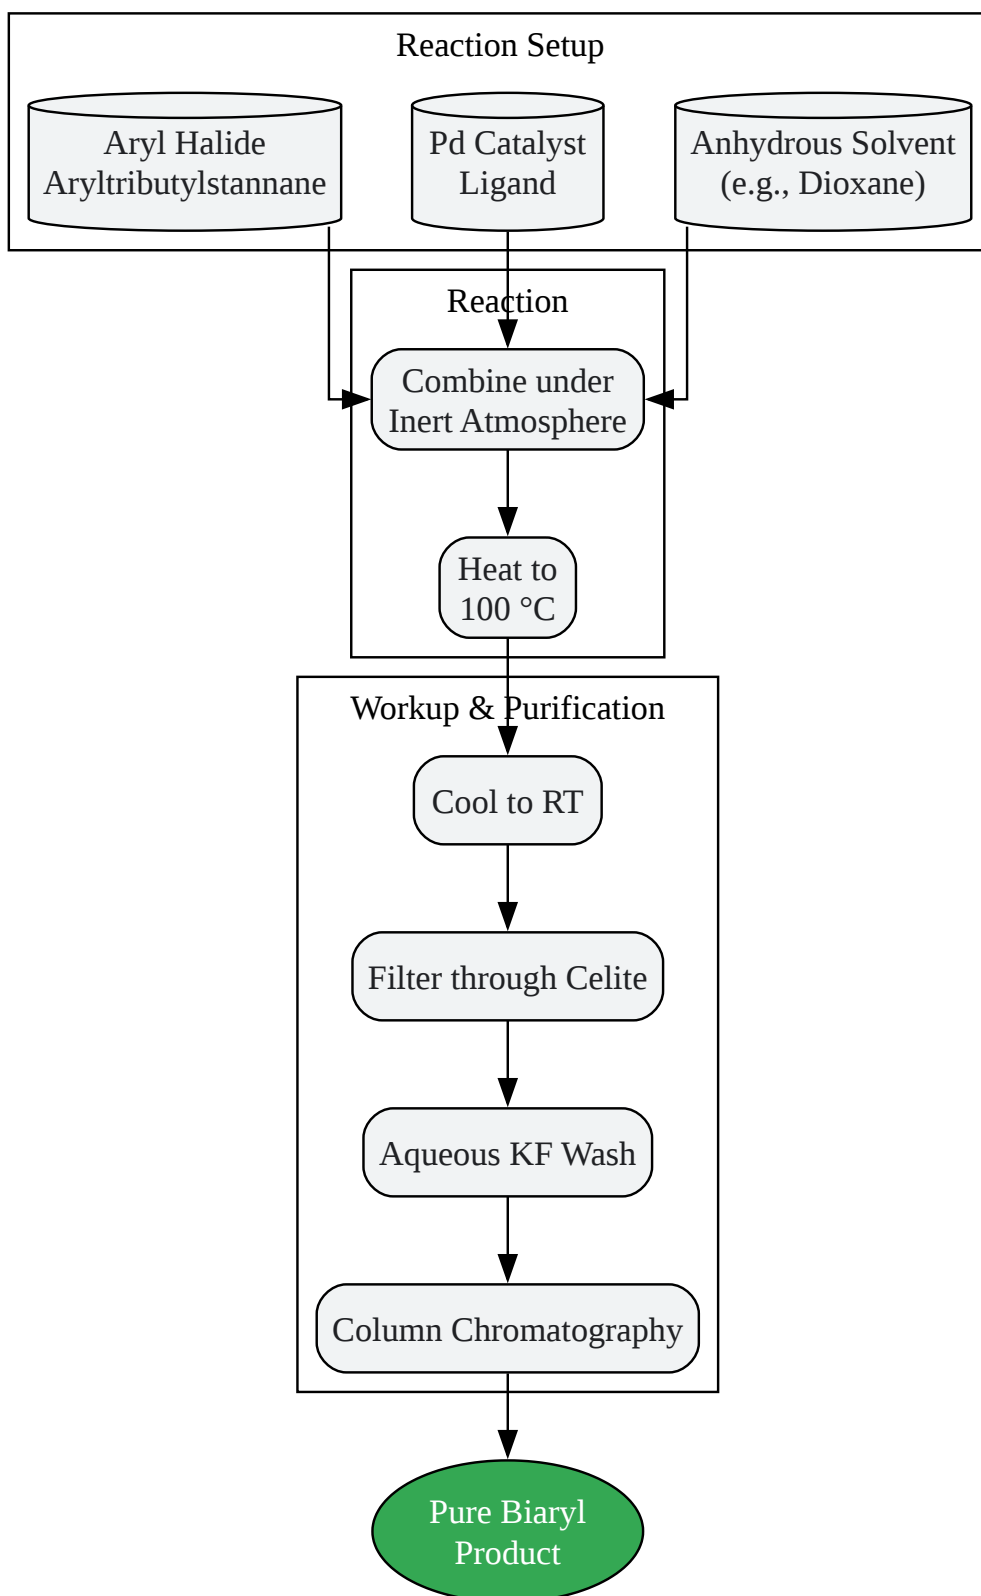 Reaction Setup
Aryl Halide
Aryltributylstannane
Pd Catalyst
Ligand
Anhydrous Solvent
(e.g., Dioxane)
Reaction
Combine under
Inert Atmosphere
Heat to
100 °C
Workup & Purification
Cool to RT
Filter through Celite
Aqueous KF Wash
Column Chromatography
Pure Biaryl
Product